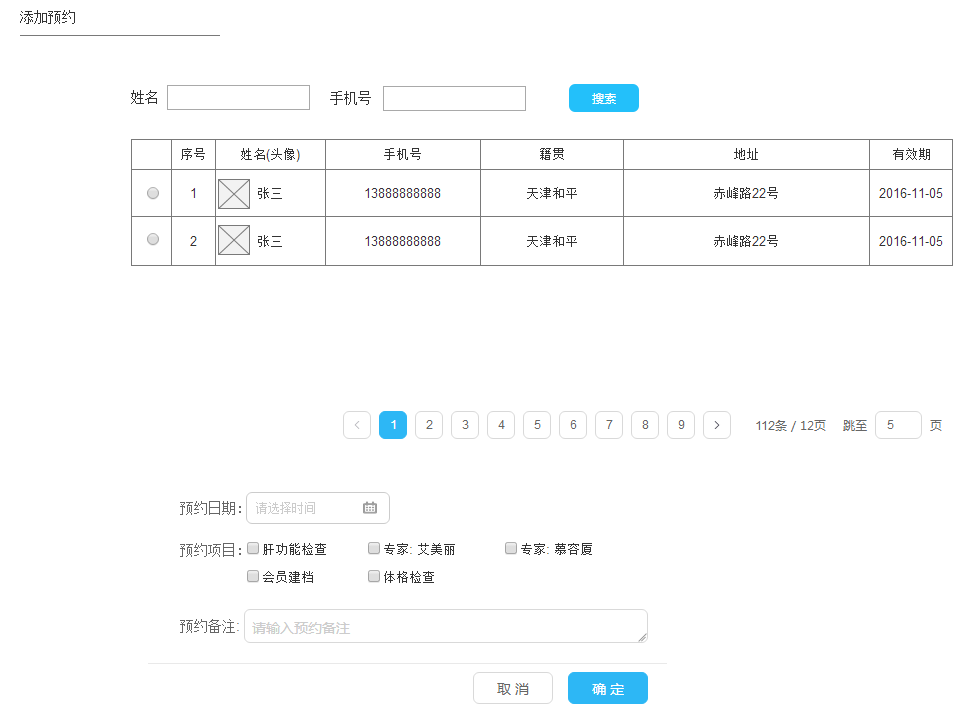 添加预约
姓名 手机号 搜索
序号 姓名(头像) 手机号 籍贯 地址 有效期
1 张三 13888888888 天津和平 赤峰路22号 2016-11-05
2 张三 13888888888 天津和平 赤峰路22号 2016-11-05
< 1 2 3 4 5 6 7 8 9 > 112条 / 12页 跳至 5 页
预约日期: 请选择时间
预约项目: 肝功能检查 专家: 艾美丽 专家: 慕容厦
会员建档 体格检查
预约备注: 请输入预约备注
取 消 确 定